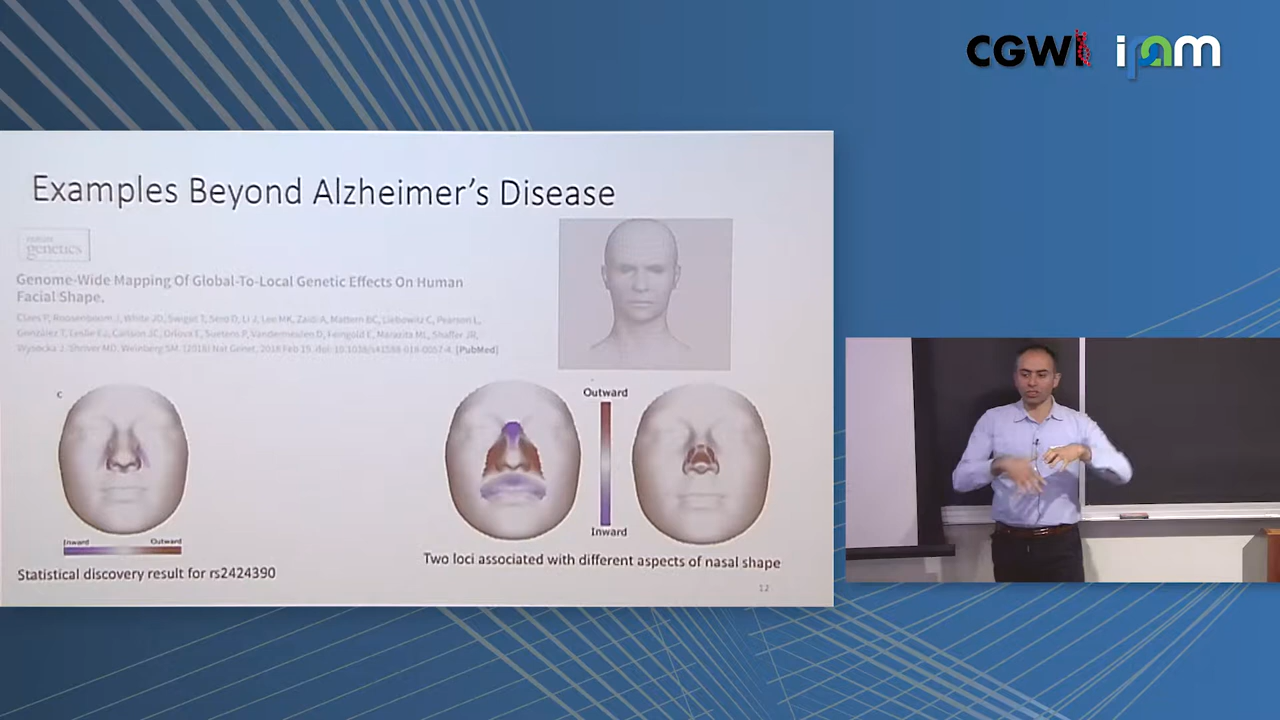 CGWI ipam
Examples Beyond Alzheimer's Disease
nature
genetics
Genome-Wide Mapping Of Global-To-Local Genetic Effects On Human
Facial Shape.
Claes P, Roosenboom J, White JD, Swigut T, Sero D, Li J, Lee MK, Zaidi A, Mattern BC, Liebowitz C, Pearson L,
González T, Leslie EJ, Carlson JC, Orlova E, Suetens P, Vandermeulen D, Feingold E, Marazita ML, Shaffer JR,
Wysocka J, Shriver MD, Weinberg SM. (2018) Nat Genet. 2018 Feb 19. doi: 10.1038/s41588-018-0057-4. [PubMed]
C
Outward
Inward
Inward Outward
Two loci associated with different aspects of nasal shape
Statistical discovery result for rs2424390
12